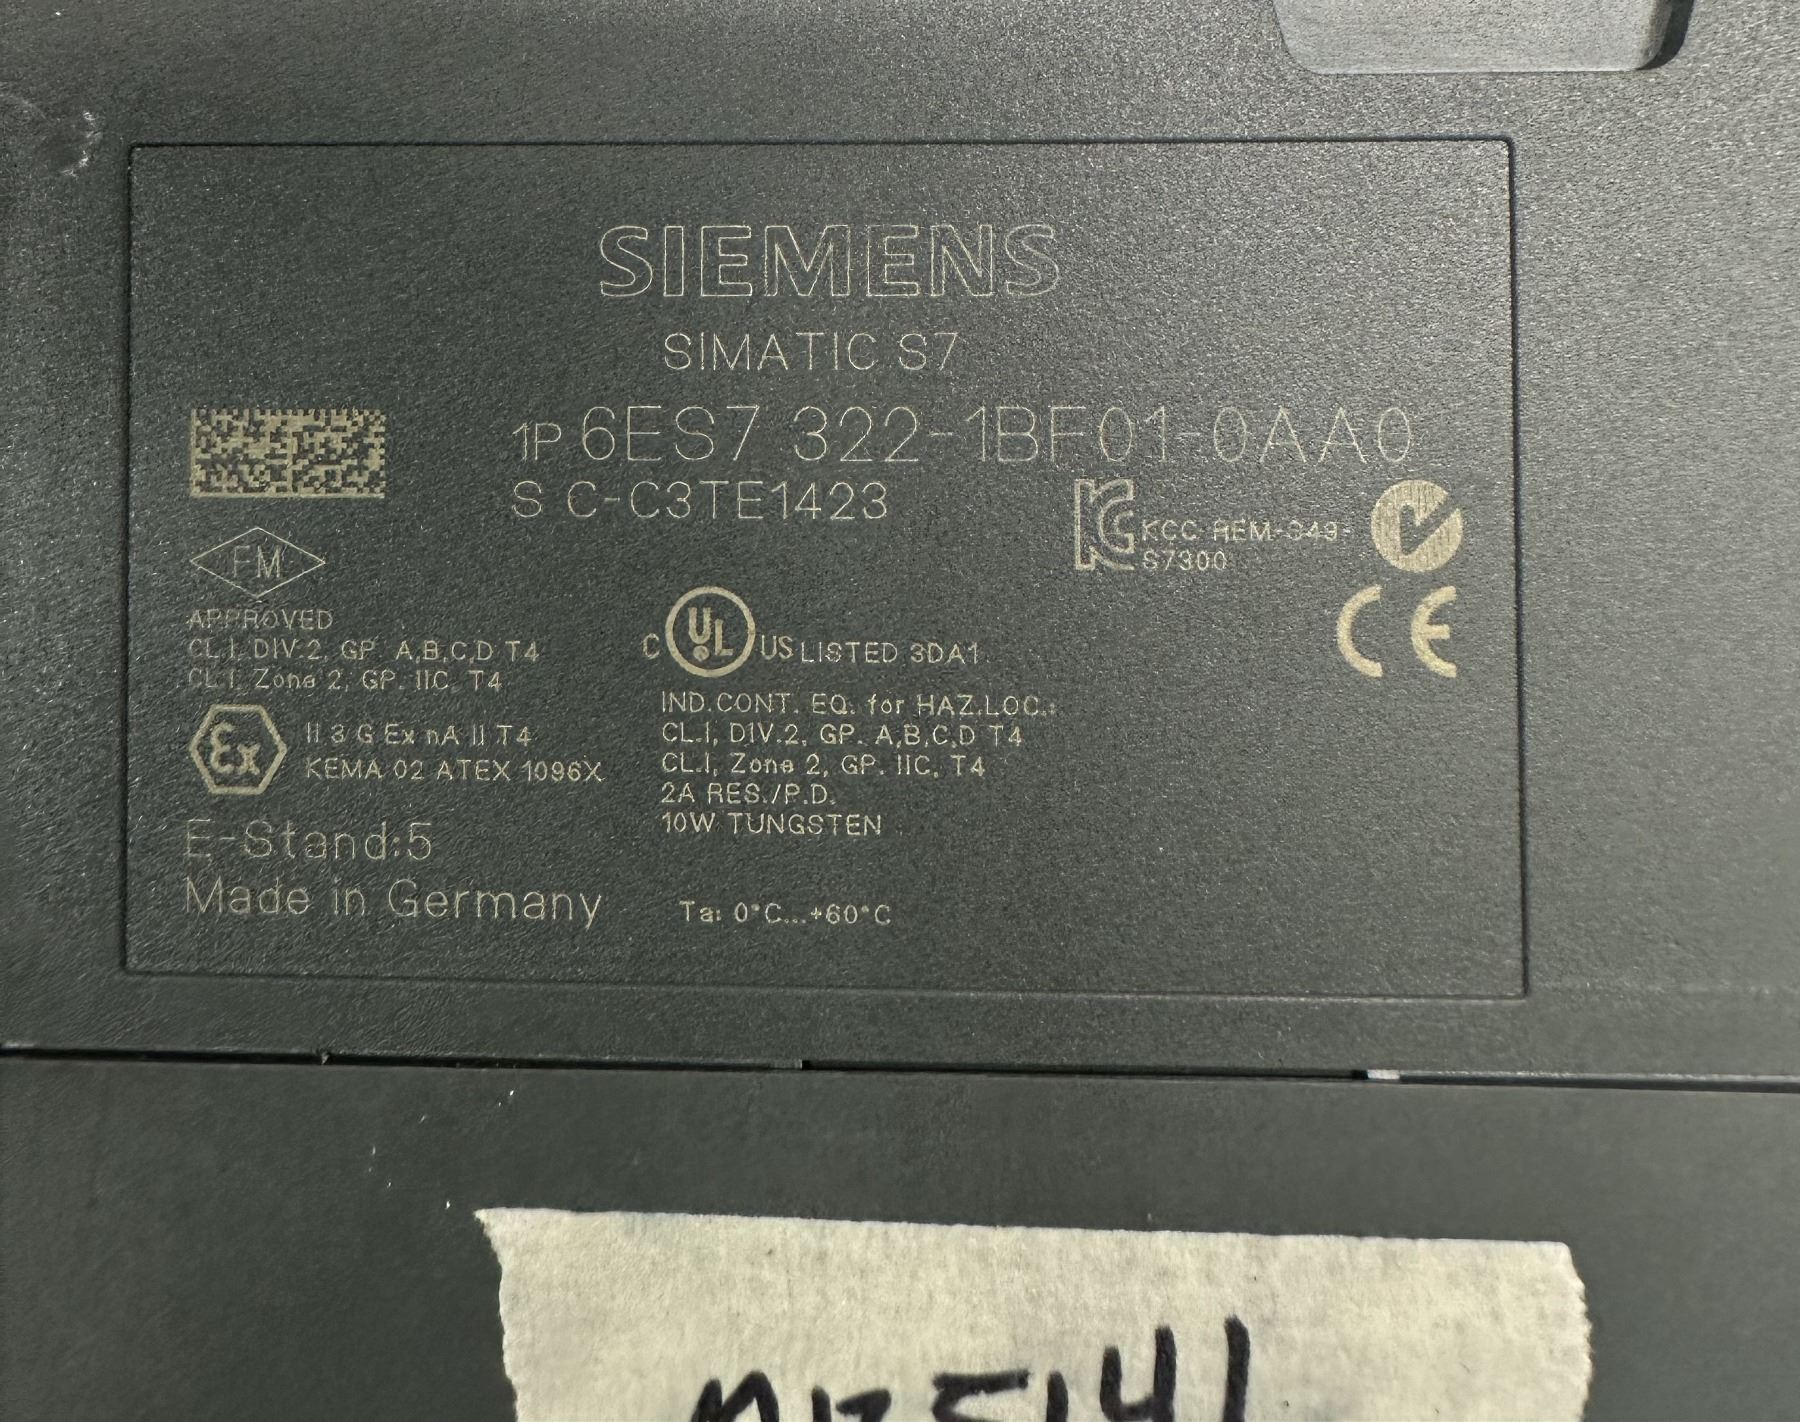 SIEMENS
SIMATIC S7
1P 6ES7 322-1BF01-0AA0
S C-C3TE1423
KCC-REM-S49-
S7300
FM
APPROVED
CL.I, DIV.2, GP. A,B,C,D T4
CL.I, Zone 2, GP. IIC, T4
Ex
II 3 G Ex nA II T4
KEMA 02 ATEX 1096X
E-Stand:5
Made in Germany
C UL US LISTED 3DA1
IND.CONT. EQ. for HAZ.LOC.:
CL.I, DIV.2, GP. A,B,C,D T4
CL.I, Zone 2, GP. IIC, T4
2A RES./P.D.
10W TUNGSTEN
Ta: 0°C...+60°C
CE